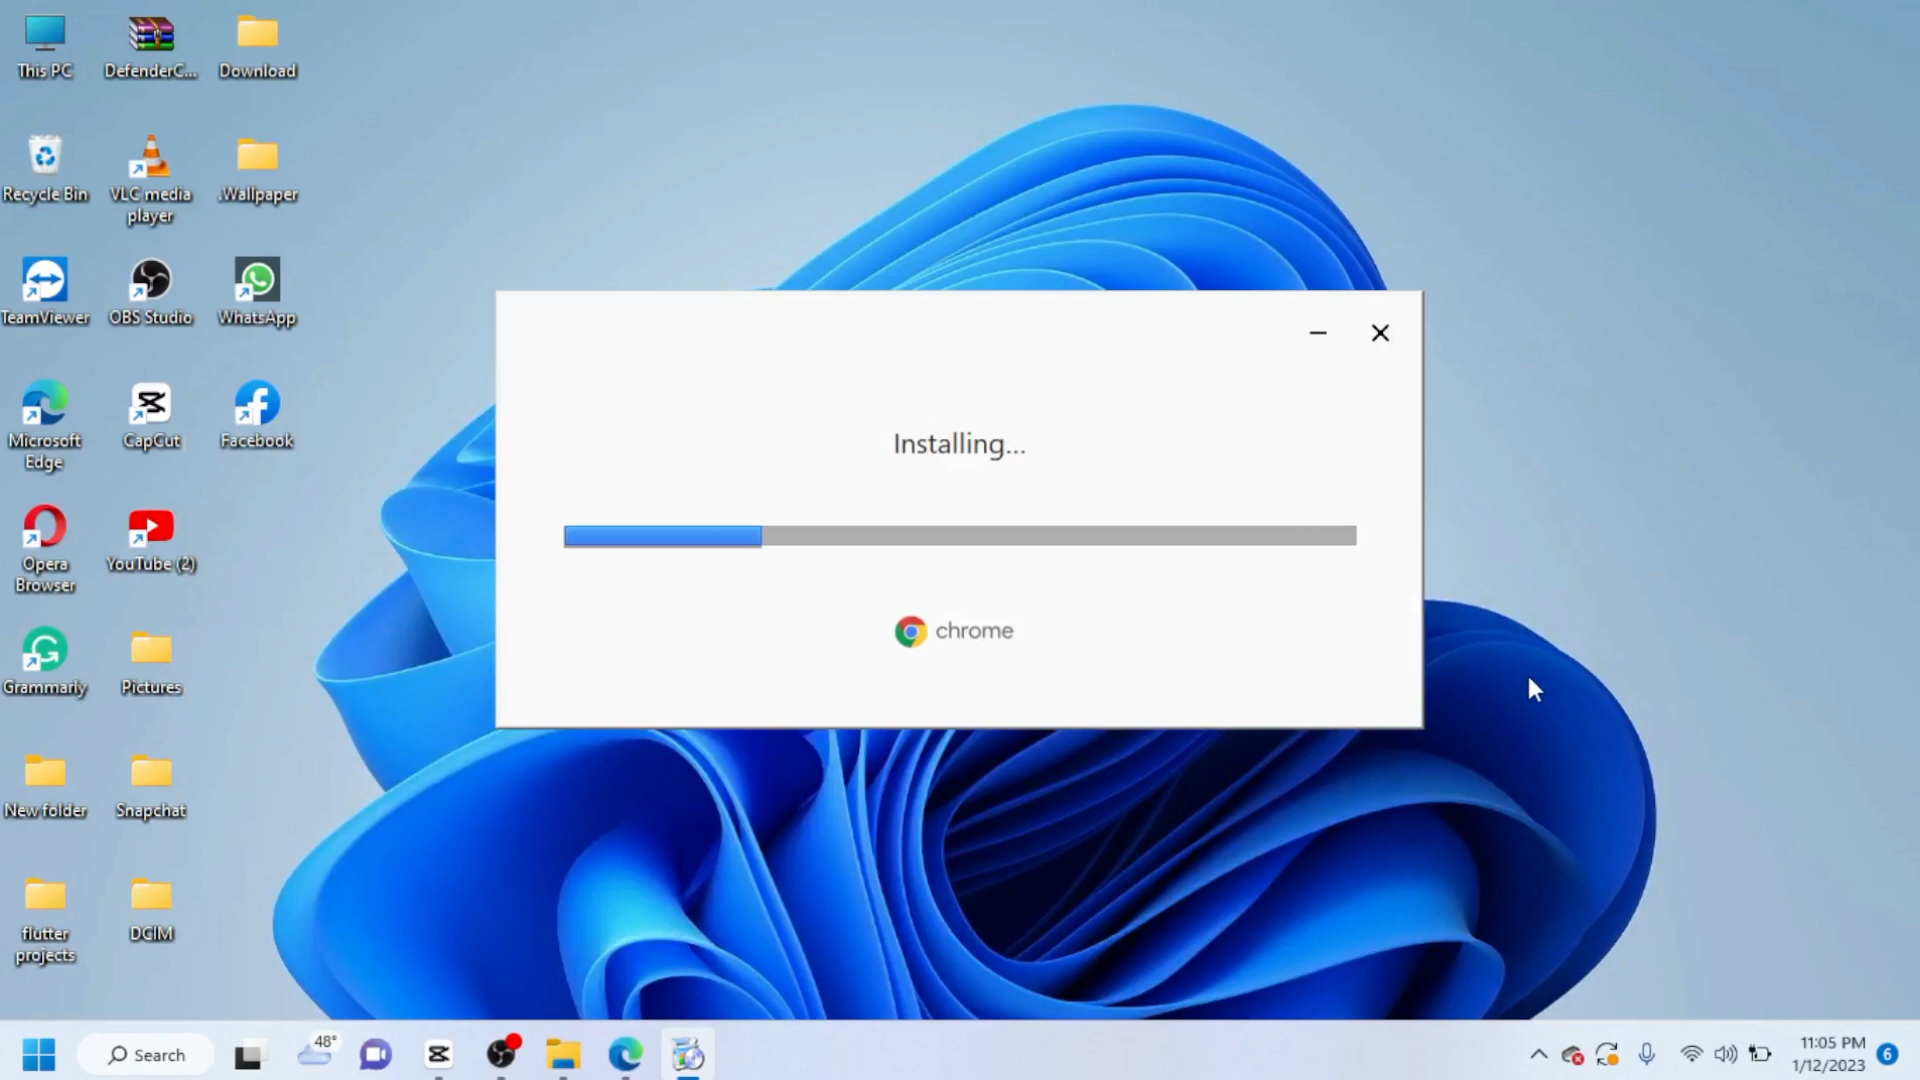 This PC
DefenderC...
Download
Recycle Bin
VLC media
player
.Wallpaper
TeamViewer
OBS Studio
WhatsApp
Microsoft
Edge
CapCut
Facebook
Opera
Browser
YouTube (2)
Grammarly
Pictures
New folder
Snapchat
flutter
projects
DCIM
Installing...
chrome
Search
48°
11:05 PM
1/12/2023
6